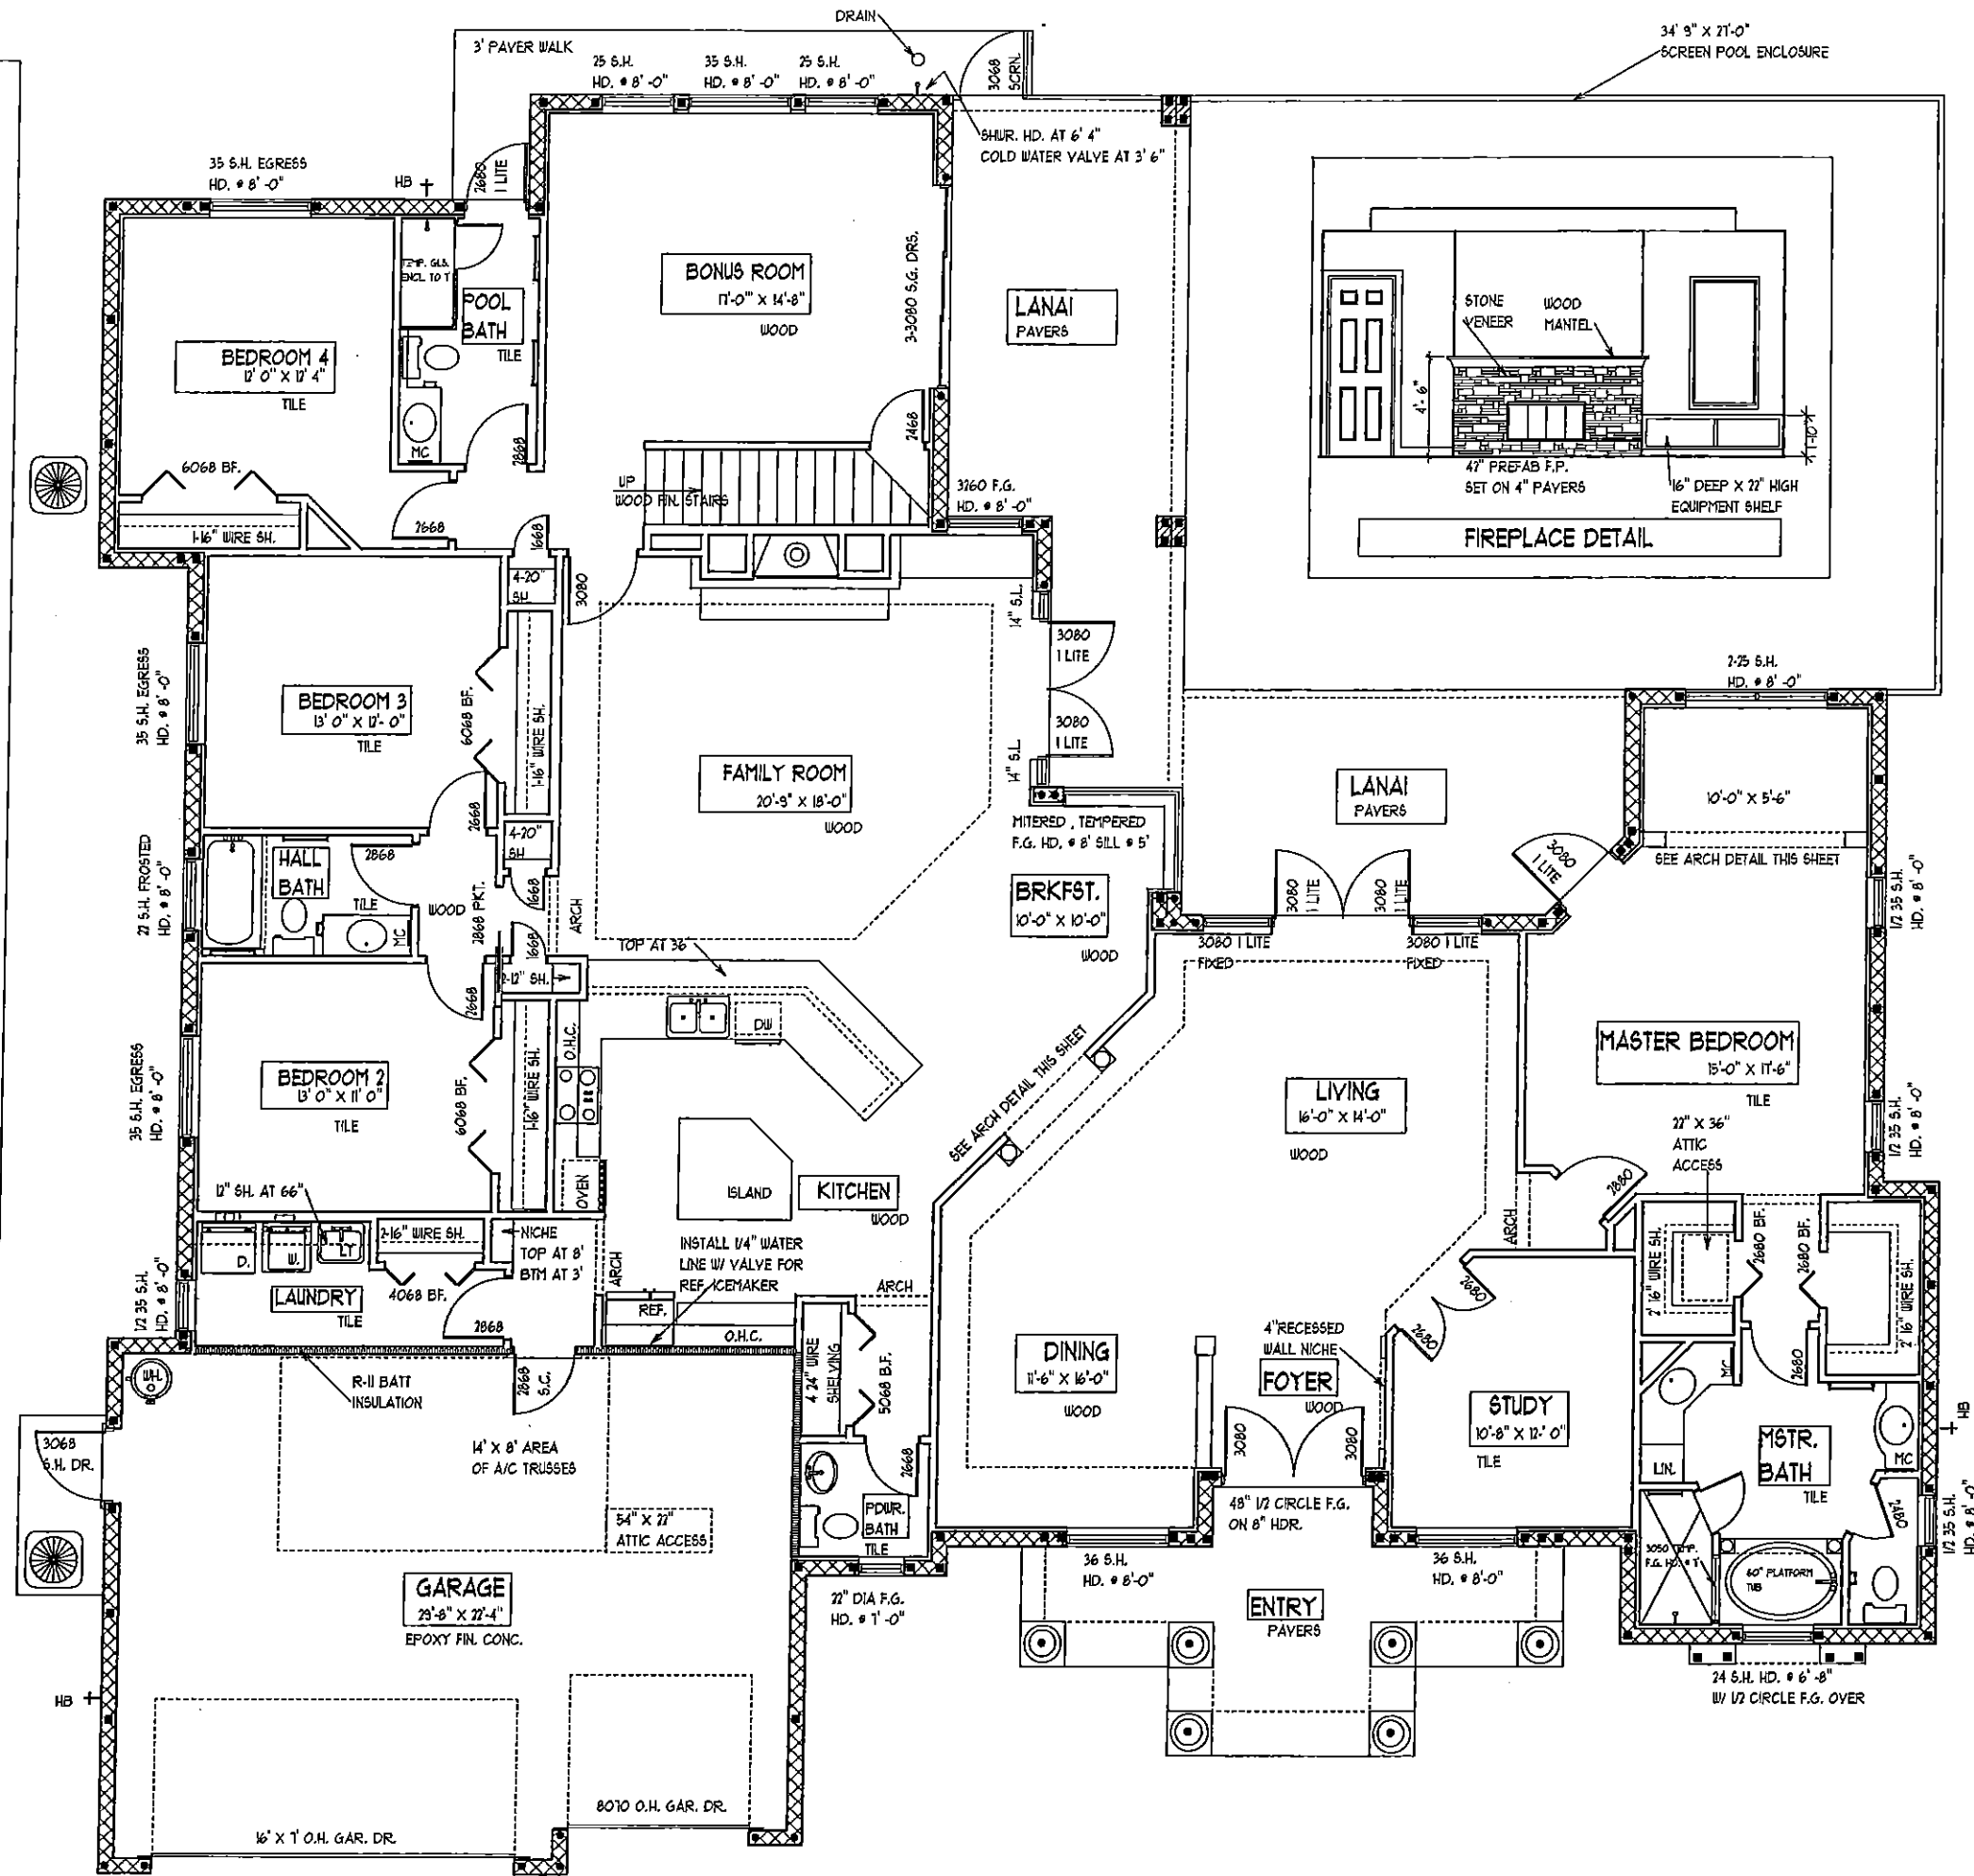 DRAIN
34' 9" X 27'-0"
SCREEN POOL ENCLOSURE
3' PAVER WALK
25 S.H.
HD. @ 8'-0"
35 S.H.
HD. @ 8'-0"
25 S.H.
HD. @ 8'-0"
3068
SCRN.
SHWR. HD. AT 6' 4"
COLD WATER VALVE AT 3' 6"
35 S.H. EGRESS
HD. @ 8'-0"
HB
2680
1 LITE
TEMP. GLS.
ENCL. TO 7'
POOL
BATH
TILE
MC
2868
BEDROOM 4
12' 0" X 12' 4"
TILE
6068 BF.
1-16" WIRE SH.
2668
1668
BONUS ROOM
17'-0" X 14'-8"
WOOD
3-3080 S.G. DRS.
2468
UP
WOOD FIN. STAIRS
LANAI
PAVERS
3260 F.G.
HD. @ 8'-0"
STONE
VENEER
WOOD
MANTEL
4'-6"
1'-10"
42" PREFAB F.P.
SET ON 4" PAVERS
16" DEEP X 22" HIGH
EQUIPMENT SHELF
FIREPLACE DETAIL
4-20"
SH.
3080
14" S.L.
3080
1 LITE
3080
1 LITE
14" S.L.
35 S.H. EGRESS
HD. @ 8'-0"
BEDROOM 3
13' 0" X 12'-0"
TILE
6068 BF.
1-16" WIRE SH.
2668
FAMILY ROOM
20'-9" X 18'-0"
WOOD
2-25 S.H.
HD. @ 8'-0"
LANAI
PAVERS
10'-0" X 5'-6"
SEE ARCH DETAIL THIS SHEET
3080
1 LITE
MITERED, TEMPERED
F.G. HD. @ 8' SILL @ 5'
BRKFST.
10'-0" X 10'-0"
WOOD
22 S.H. FROSTED
HD. @ 8'-0"
HALL
BATH
TILE
MC
2868
WOOD
4-20"
SH
2868 PKT.
1668
1668
ARCH
2-12" SH.
2668
TOP AT 36"
3080
1 LITE
3080
1 LITE
3080 1 LITE
FIXED
3080 1 LITE
FIXED
1/2 35 S.H.
HD. @ 8'-0"
35 S.H. EGRESS
HD. @ 8'-0"
BEDROOM 2
13' 0" X 11' 0"
TILE
6068 BF.
1-16" WIRE SH.
O.H.C.
DW
OVEN
ISLAND
KITCHEN
WOOD
SEE ARCH DETAIL THIS SHEET
LIVING
16'-0" X 14'-0"
WOOD
MASTER BEDROOM
15'-0" X 17'-6"
TILE
22" X 36"
ATTIC
ACCESS
1/2 35 S.H.
HD. @ 8'-0"
2880
ARCH
12" SH. AT 66"
D.
W.
LT
2-16" WIRE SH.
NICHE
TOP AT 8'
BTM AT 3'
1/2 35 S.H.
HD. @ 8'-0"
LAUNDRY
TILE
4068 BF.
2868
ARCH
INSTALL 1/4" WATER
LINE W/ VALVE FOR
REF. ICEMAKER
REF.
O.H.C.
ARCH
2' 16" WIRE SH.
2680 BF.
2680 BF.
2' 16" WIRE SH.
2680
2680
4" RECESSED
WALL NICHE
WH
R-11 BATT
INSULATION
2868
S.C.
4 24" WIRE
SHELVING
5068 B.F.
DINING
11'-6" X 16'-0"
WOOD
FOYER
WOOD
3080
3080
STUDY
10'-8" X 12'-0"
TILE
MC
2680
LIN.
MSTR.
BATH
TILE
MC
HB
3068
S.H. DR.
14' X 8' AREA
OF A/C TRUSSES
54" X 22"
ATTIC ACCESS
2668
PDWR.
BATH
TILE
48" 1/2 CIRCLE F.G.
ON 8" HDR.
2480
1/2 35 S.H.
HD. @ 8'-0"
3050 TEMP.
F.G. HD. @ 7'
60" PLATFORM
TUB
GARAGE
29'-8" X 22'-4"
EPOXY FIN. CONC.
22" DIA F.G.
HD. @ 7'-0"
36 S.H.
HD. @ 8'-0"
36 S.H.
HD. @ 8'-0"
ENTRY
PAVERS
24 S.H. HD. @ 6'-8"
W/ 1/2 CIRCLE F.G. OVER
HB
8070 O.H. GAR. DR.
16' X 7' O.H. GAR. DR.